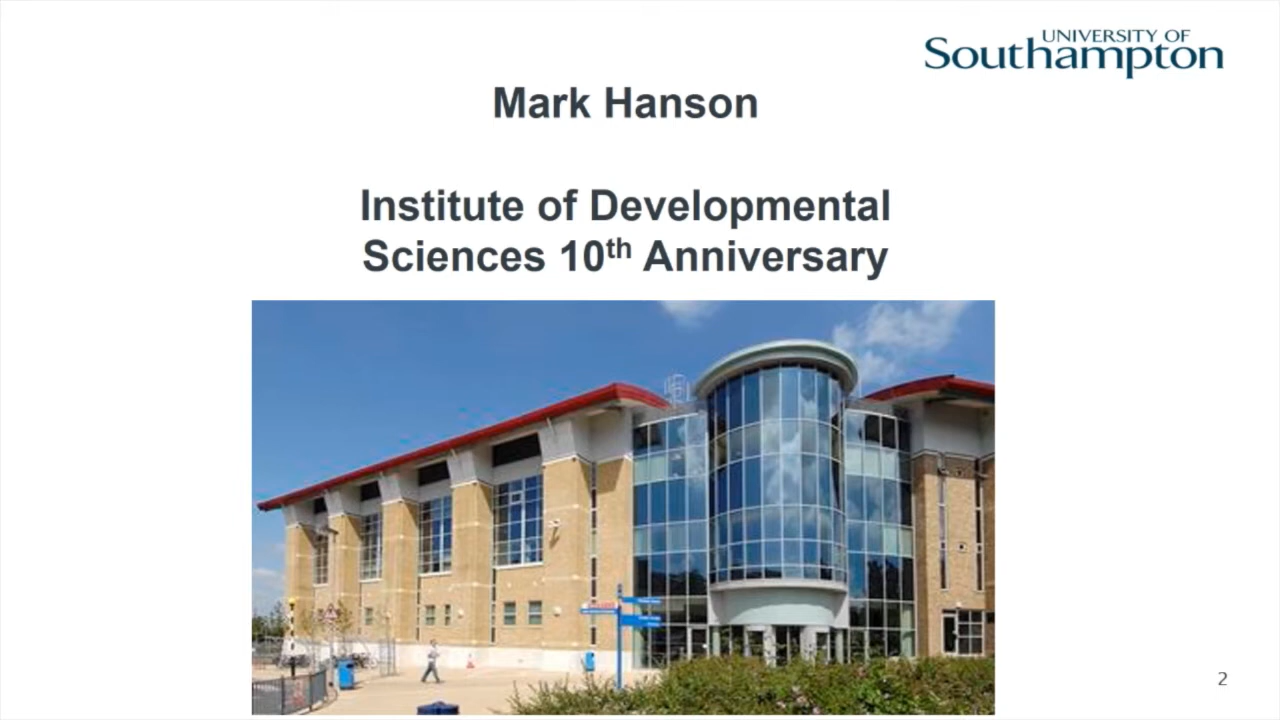 UNIVERSITY OF
Southampton
Mark Hanson
Institute of Developmental
Sciences 10th Anniversary
2